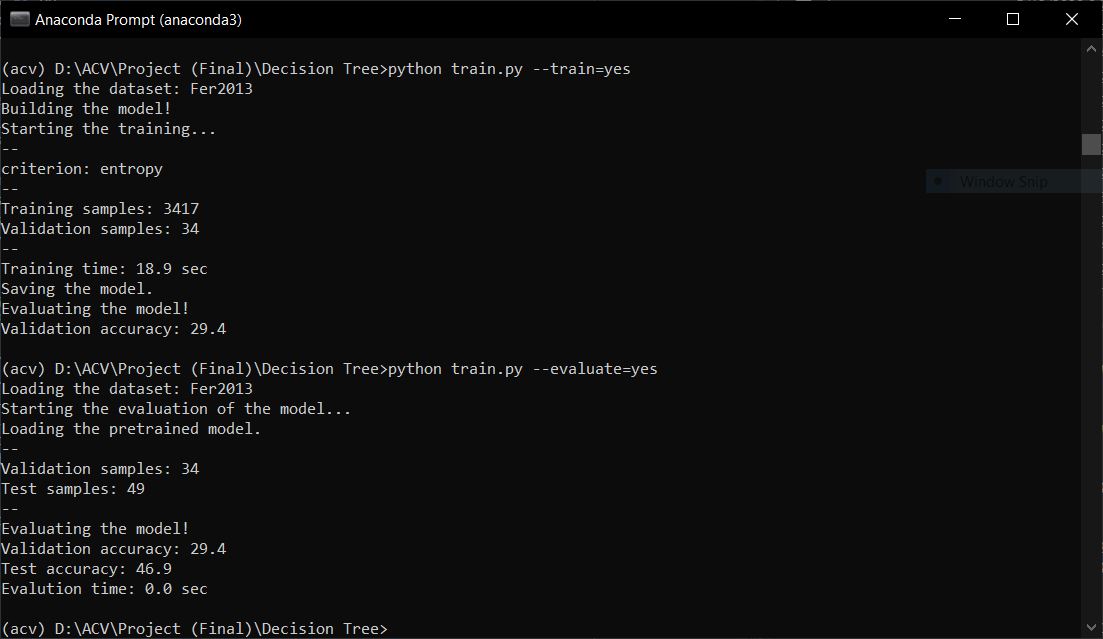 Anaconda Prompt (anaconda3)
(acv) D:\ACV\Project (Final)\Decision Tree>python train.py --train=yes
Loading the dataset: Fer2013
Building the model!
Starting the training...
--
criterion: entropy
--
Window Snip
Training samples: 3417
Validation samples: 34
--
Training time: 18.9 sec
Saving the model.
Evaluating the model!
Validation accuracy: 29.4
(acv) D:\ACV\Project (Final)\Decision Tree>python train.py --evaluate=yes
Loading the dataset: Fer2013
Starting the evaluation of the model...
Loading the pretrained model.
--
Validation samples: 34
Test samples: 49
--
Evaluating the model!
Validation accuracy: 29.4
Test accuracy: 46.9
Evalution time: 0.0 sec
(acv) D:\ACV\Project (Final)\Decision Tree>